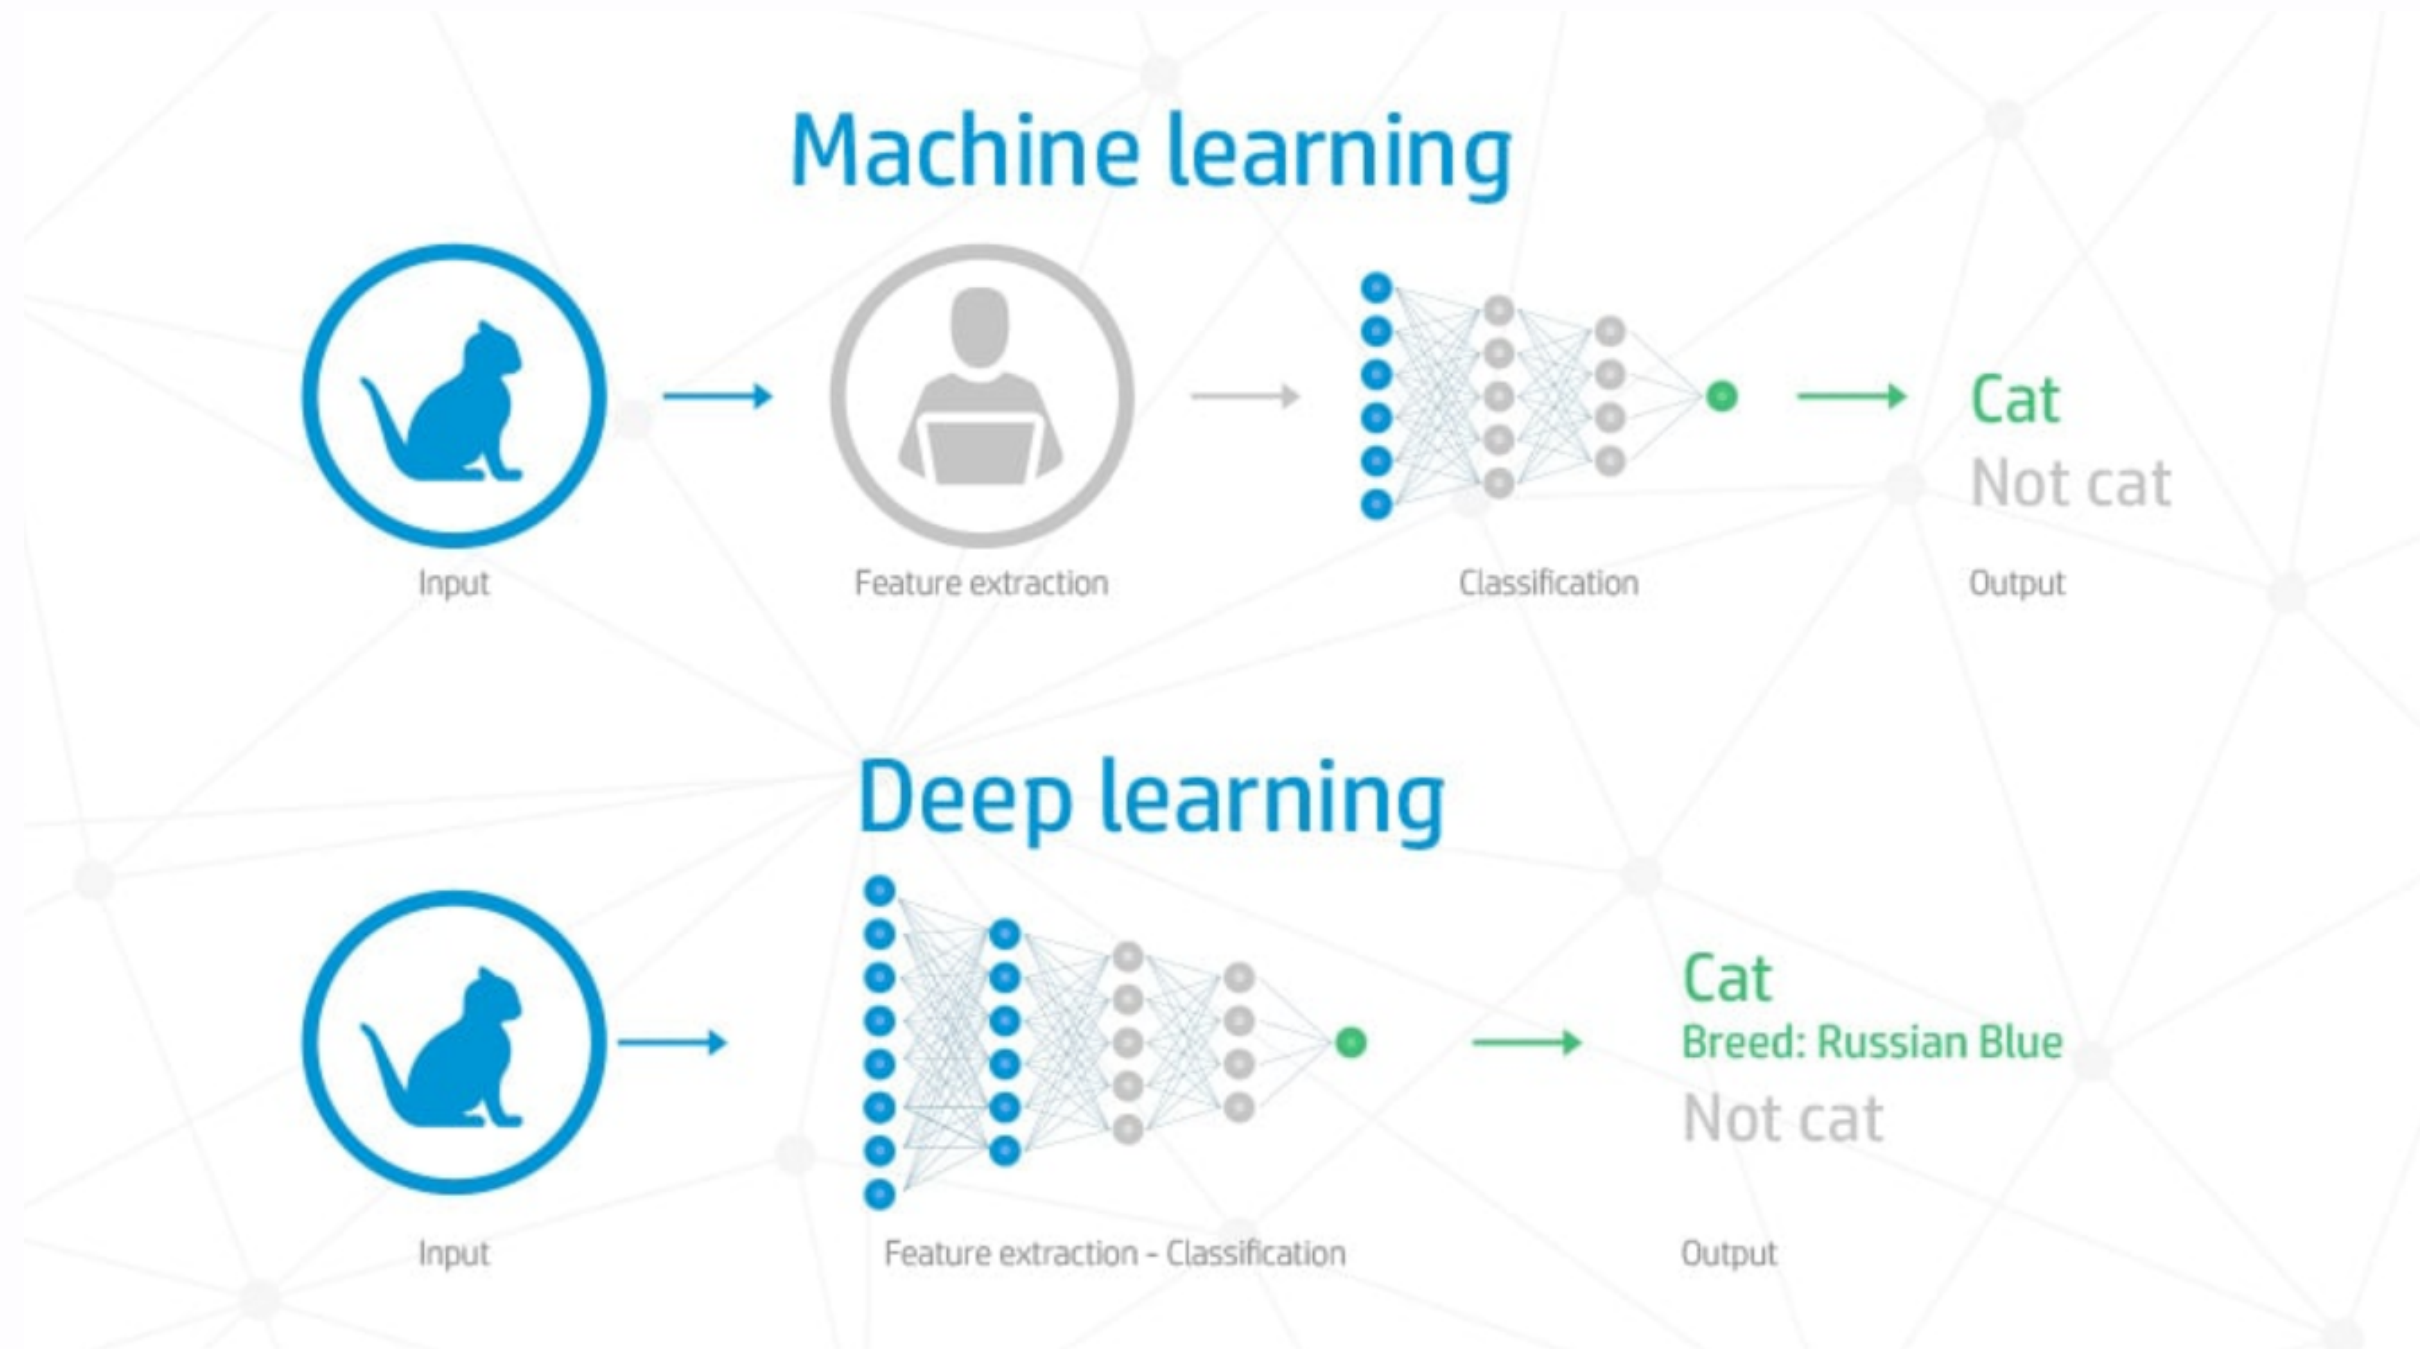 Machine learning
Input
Feature extraction
Classification
Cat
Not cat
Output
Deep learning
Input
Feature extraction - Classification
Cat
Breed: Russian Blue
Not cat
Output